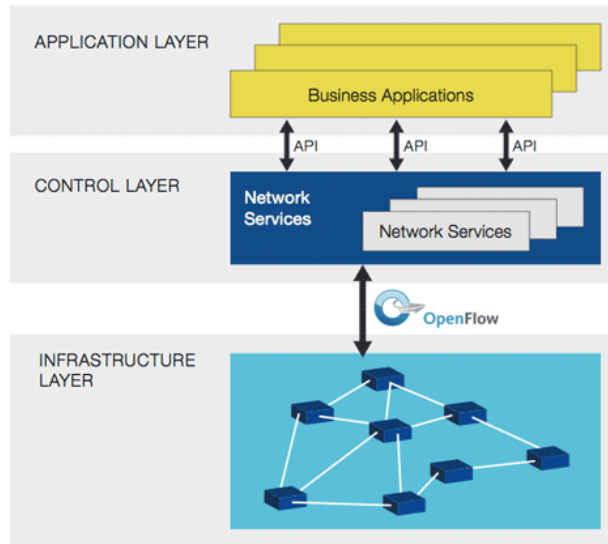 APPLICATION LAYER
Business Applications
API
API
API
CONTROL LAYER
Network
Services
Network Services
OpenFlow
INFRASTRUCTURE
LAYER